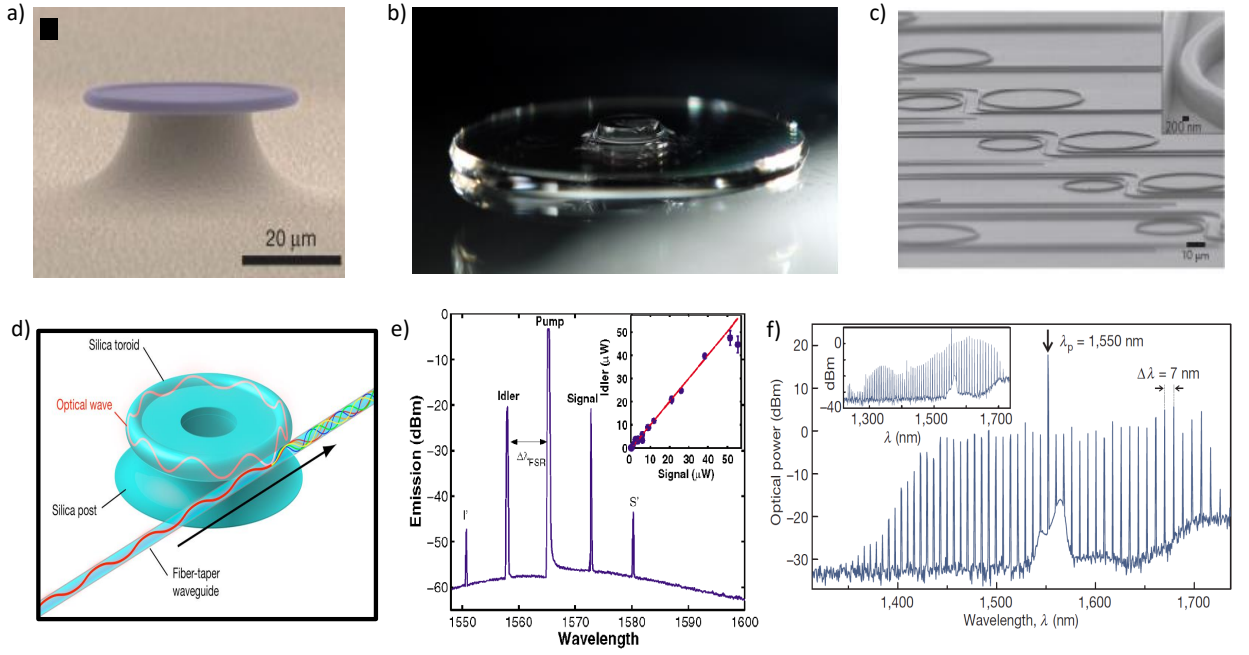 a)
20 μm
b)
c)
200 nm
10 μm
d)
Silica toroid
Optical wave
Silica post
Fiber-taper
waveguide
e)
Emission (dBm)
0
−10
−20
−30
−40
−50
−60
1550
1560
1570
1580
1590
1600
Wavelength
Pump
Idler
Signal
Δλ FSR
I'
S'
Idler (μW)
50
40
30
20
10
0
0 10 20 30 40 50
Signal (μW)
f)
Optical power (dBm)
20
10
0
−10
−20
−30
1,400
1,500
1,600
1,700
Wavelength, λ (nm)
λp = 1,550 nm
Δλ = 7 nm
dBm
0
−40
1,300
1,500
1,700
λ (nm)